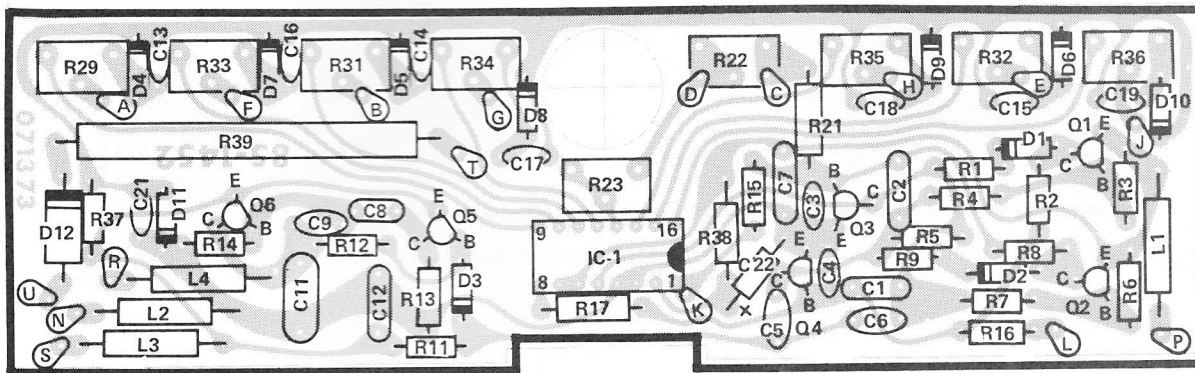 R29 D4 C13 R33 D7 C16 R31 D5 C14 R34 R22 R35 D9 R32 D6 R36
A F B G D8 D C C18 H C15 E C19 D10
071373 R39 R21 D1 Q1 E J
85-1452 T C17 C
R23 R15 C7 B C2 R1 B R3
D12 R37 C21 D11 E Q6 C9 C8 E Q5 C3 C R4 R2
C B C B R38 Q3 L1
R14 R12 9 16 E E R5 R8
R IC-1 C22 C4 R9 D2 E
L4 C11 C12 R13 D3 8 1 C B C1 C B R6
U L2 R17 K R7 Q2
N x C5 Q4 C6
S L3 R11 R16 L P